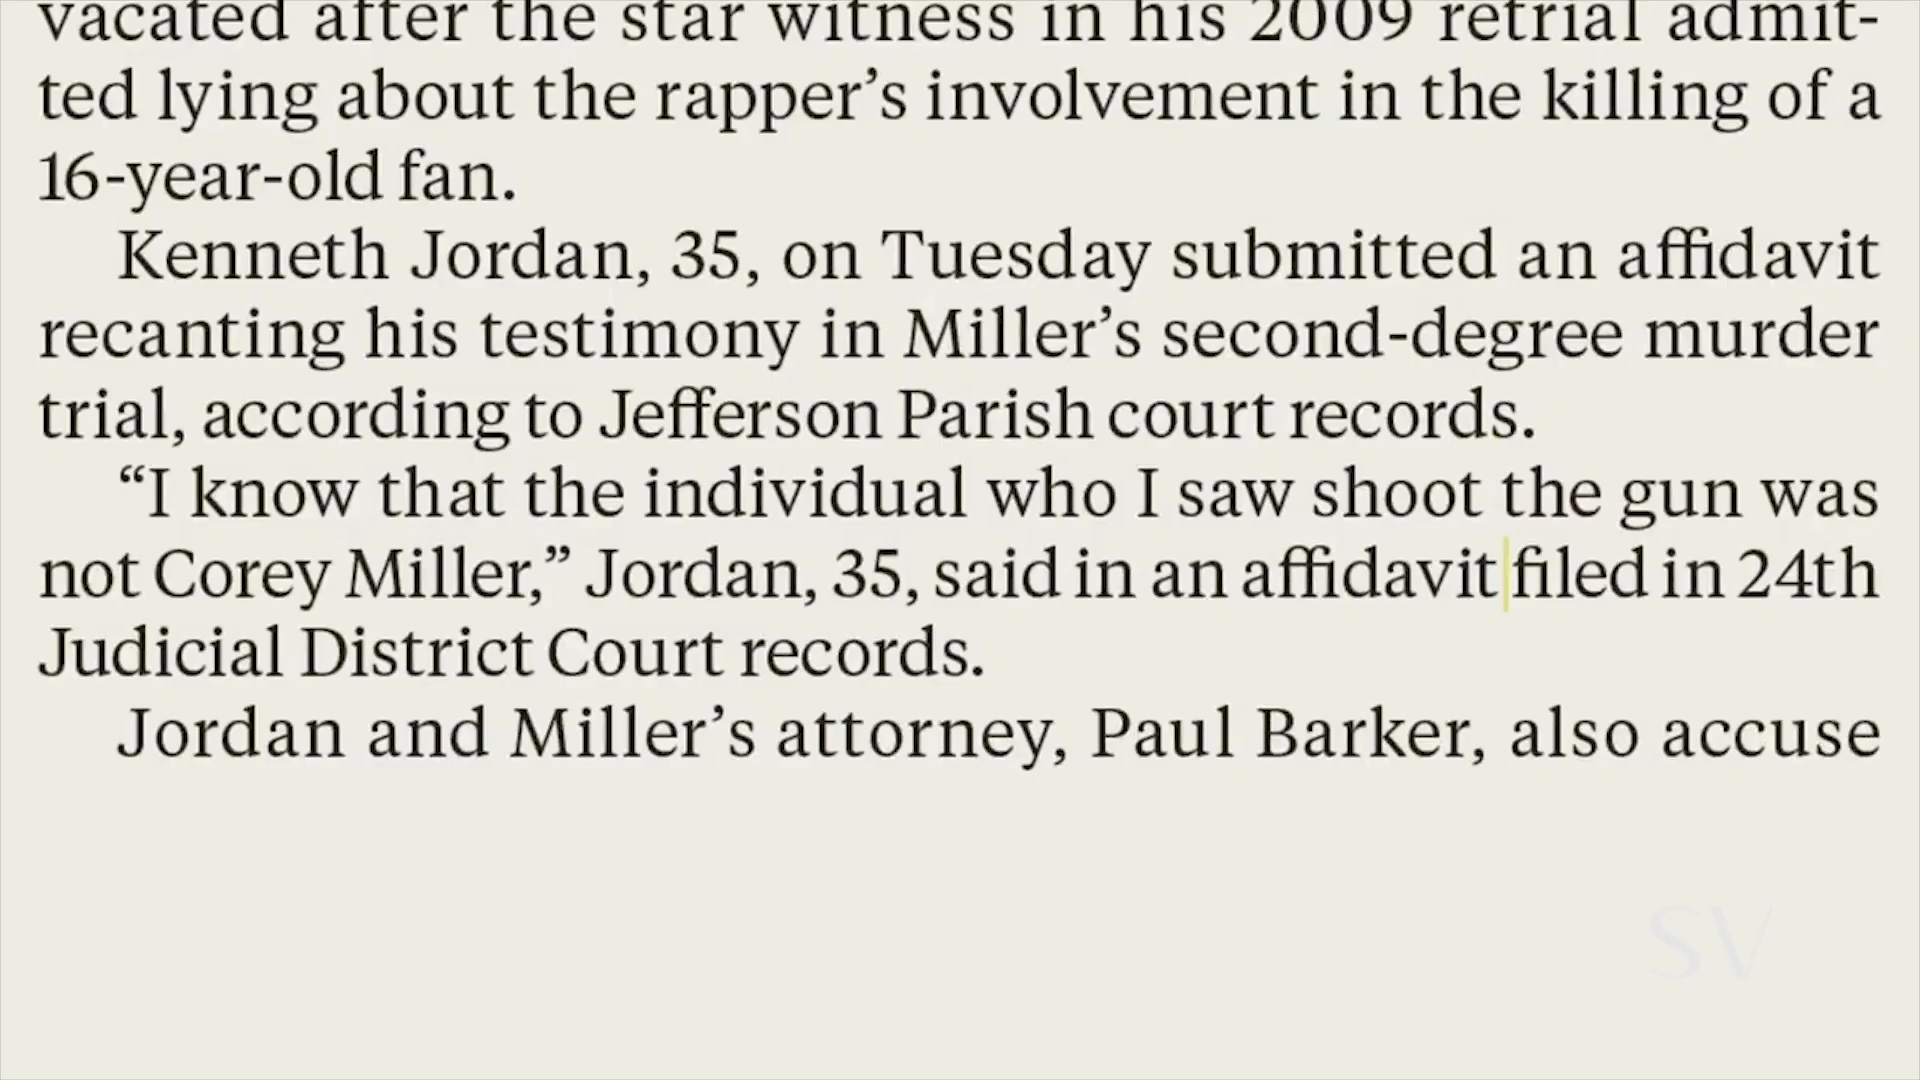 vacated after the star witness in his 2009 retrial admit-
ted lying about the rapper’s involvement in the killing of a
16-year-old fan.
Kenneth Jordan, 35, on Tuesday submitted an affidavit
recanting his testimony in Miller’s second-degree murder
trial, according to Jefferson Parish court records.
“I know that the individual who I saw shoot the gun was
not Corey Miller,” Jordan, 35, said in an affidavit filed in 24th
Judicial District Court records.
Jordan and Miller’s attorney, Paul Barker, also accuse
SV